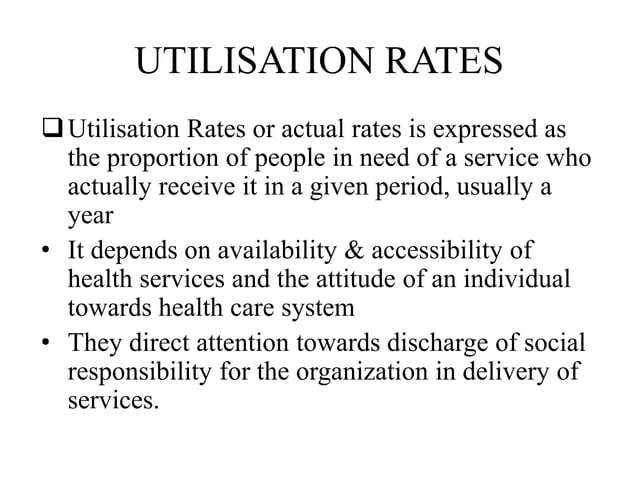 UTILISATION RATES
❑Utilisation Rates or actual rates is expressed as
the proportion of people in need of a service who
actually receive it in a given period, usually a
year
• It depends on availability & accessibility of
health services and the attitude of an individual
towards health care system
• They direct attention towards discharge of social
responsibility for the organization in delivery of
services.